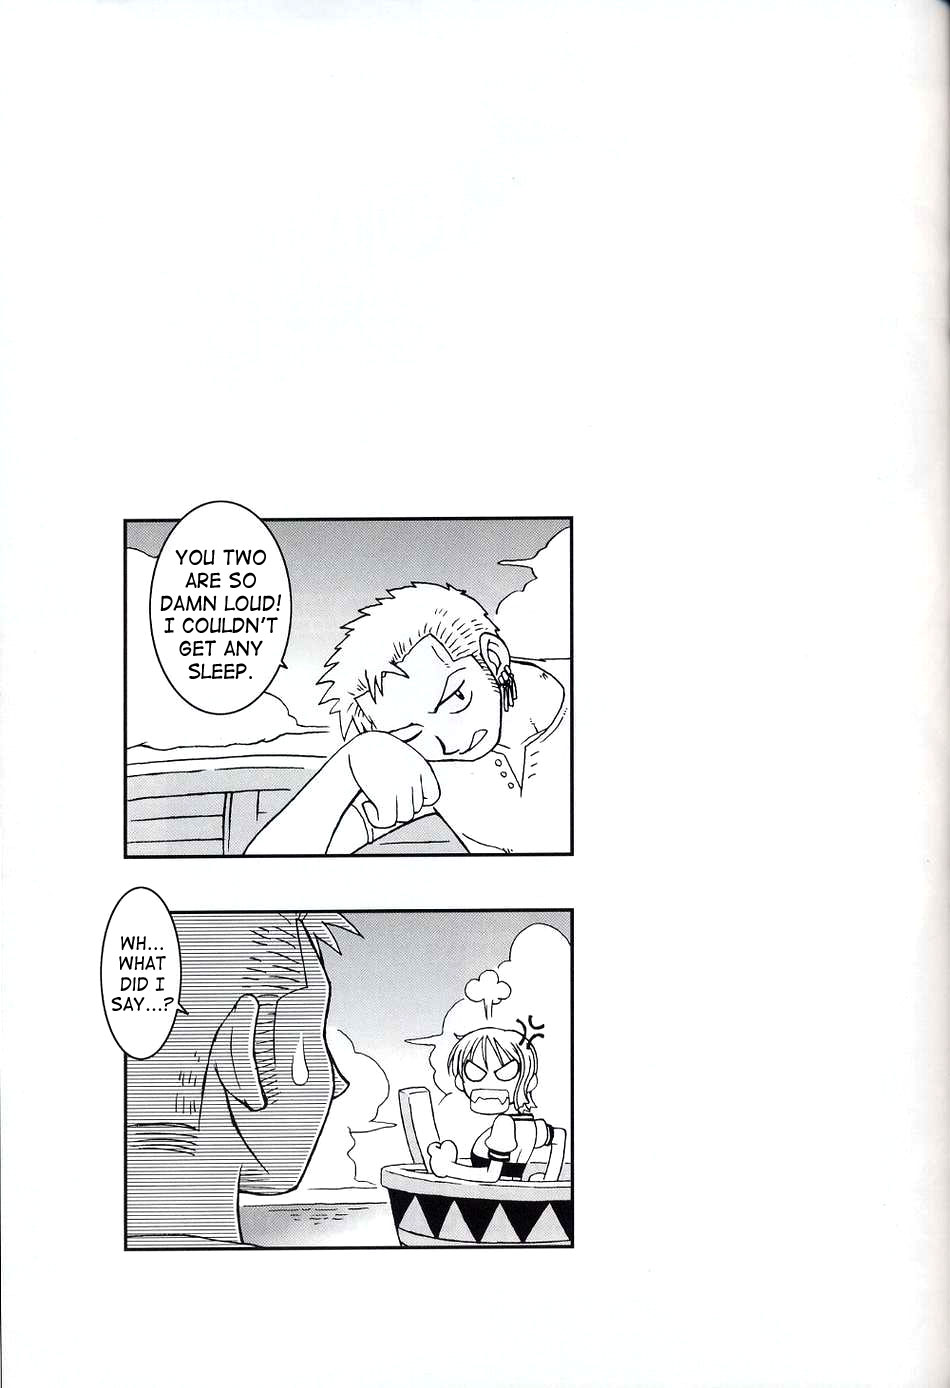 YOU TWO
ARE SO
DAMN LOUD!
I COULDN'T
GET ANY
SLEEP.
WH...
WHAT
DID I
SAY...?